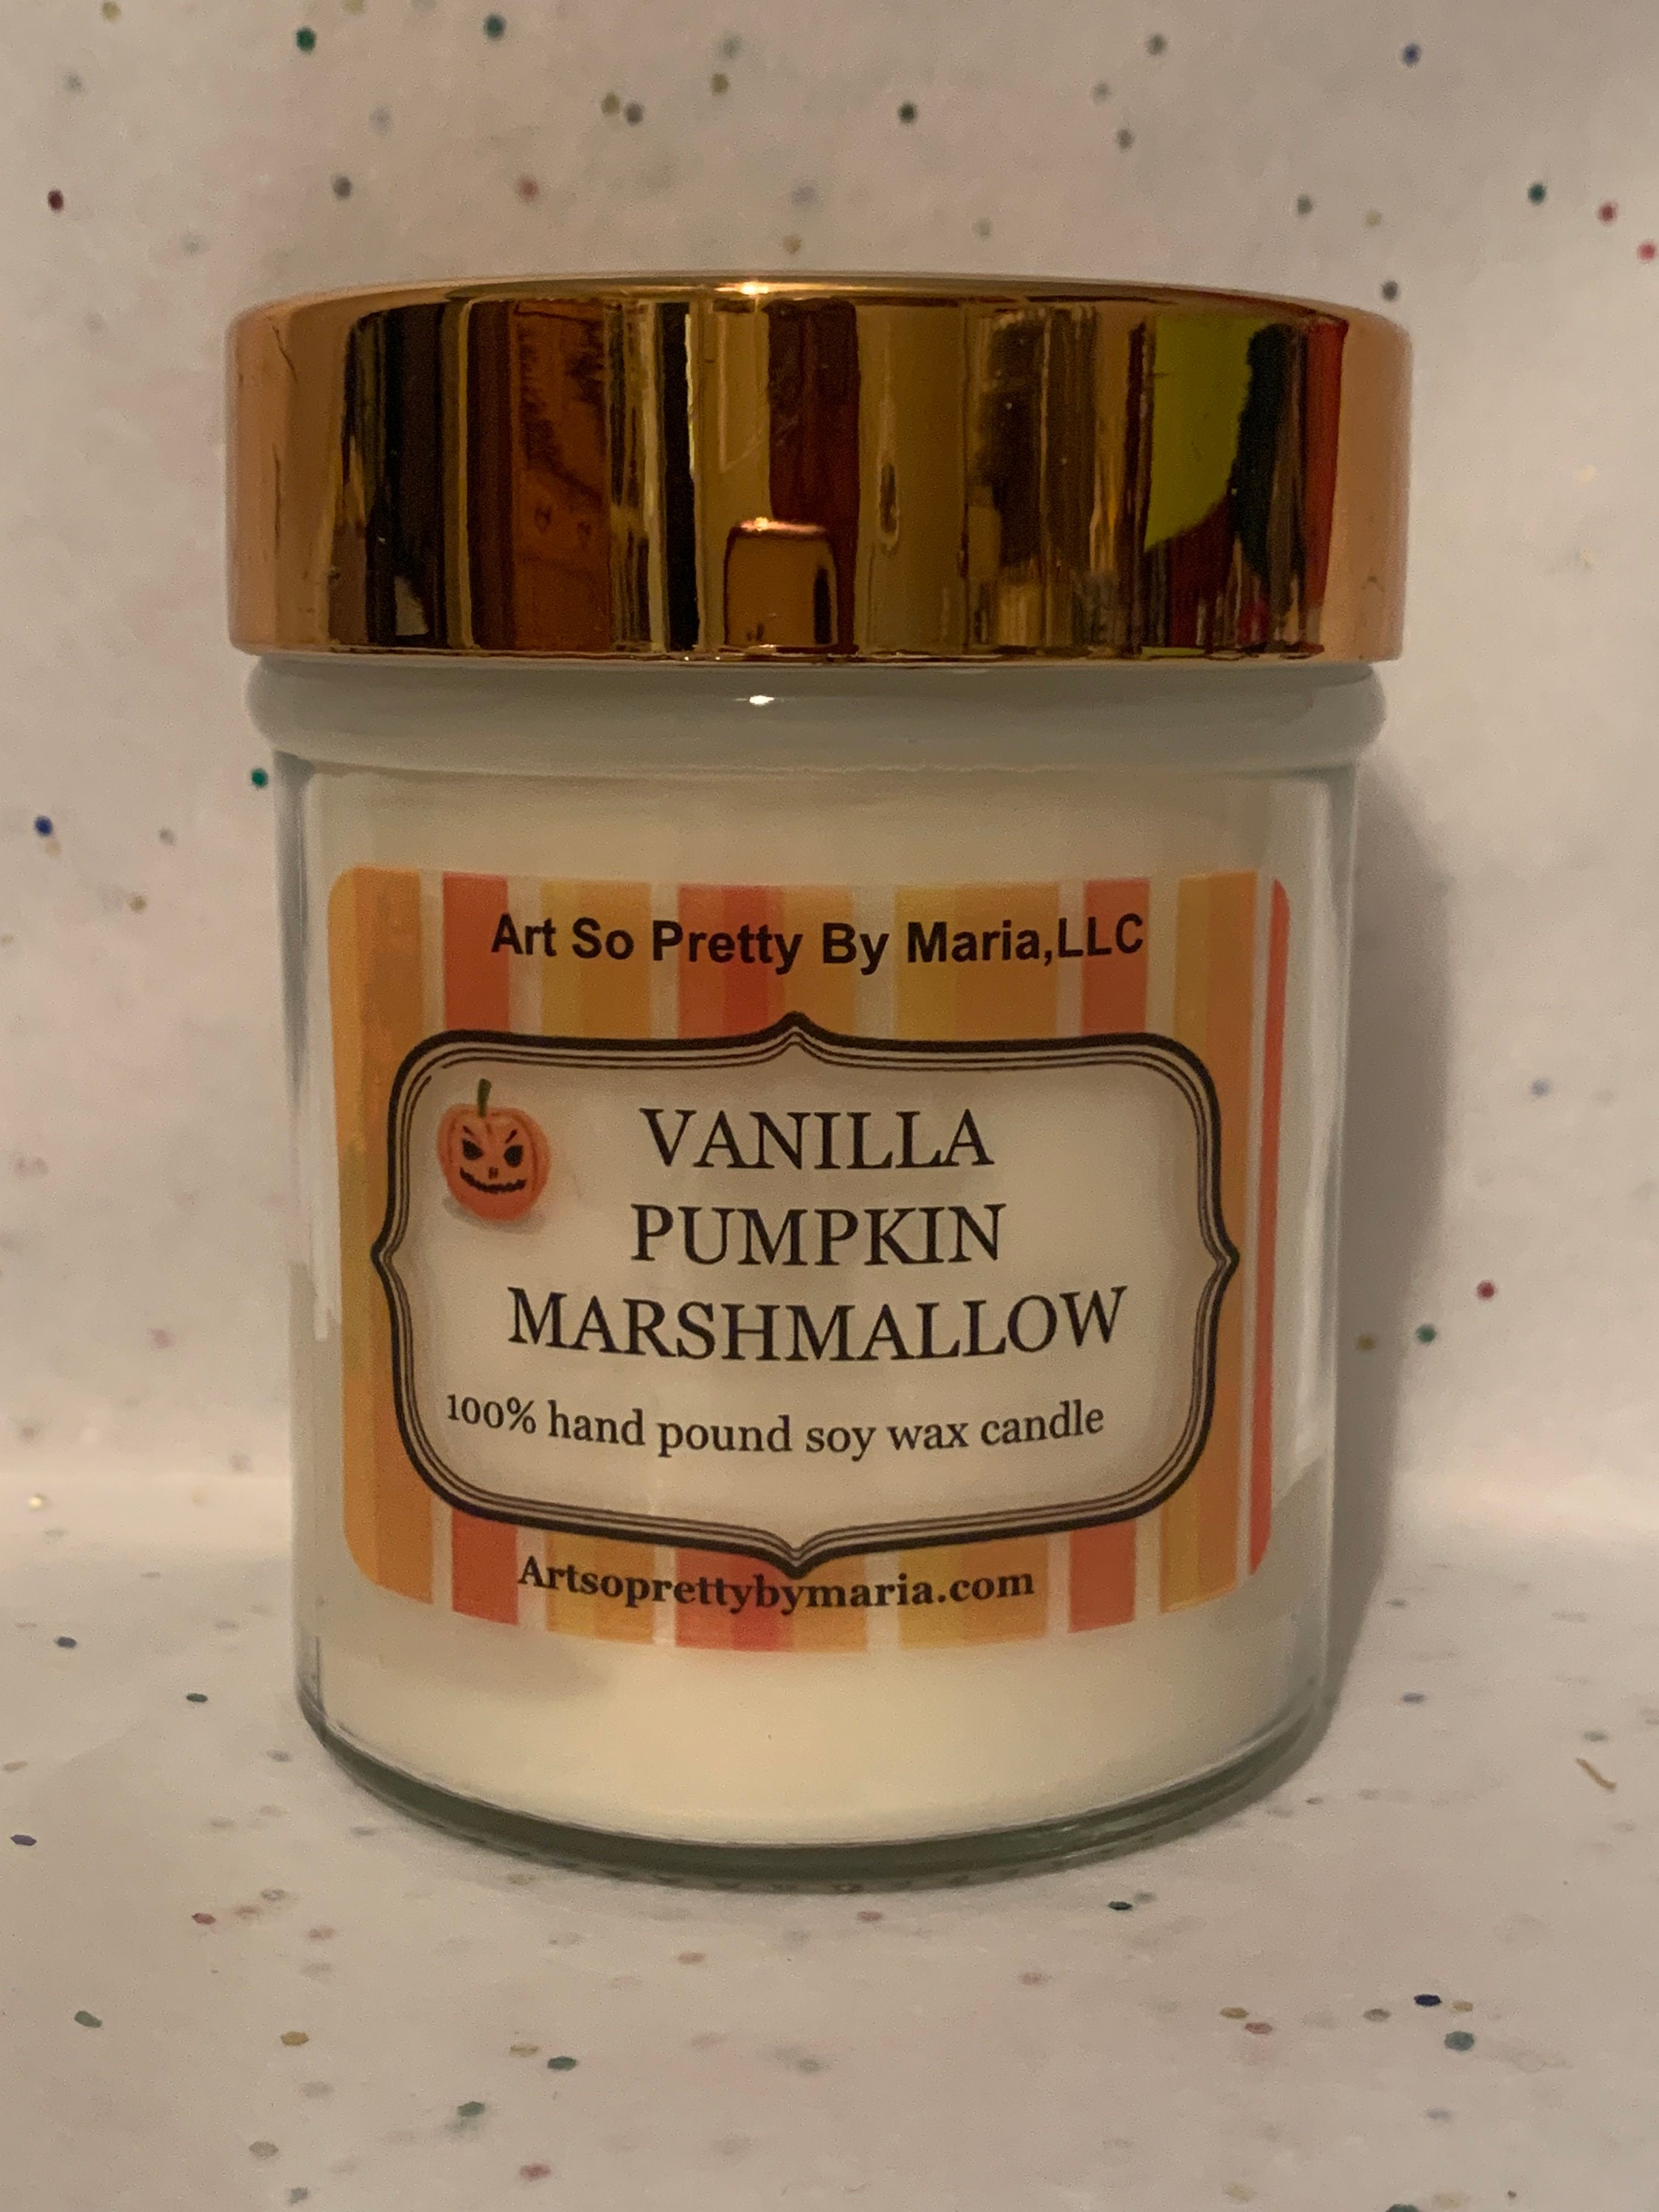 Art So Pretty By Maria,LLC
VANILLA
PUMPKIN
MARSHMALLOW
100% hand pound soy wax candle
Artsoprettybymaria.com